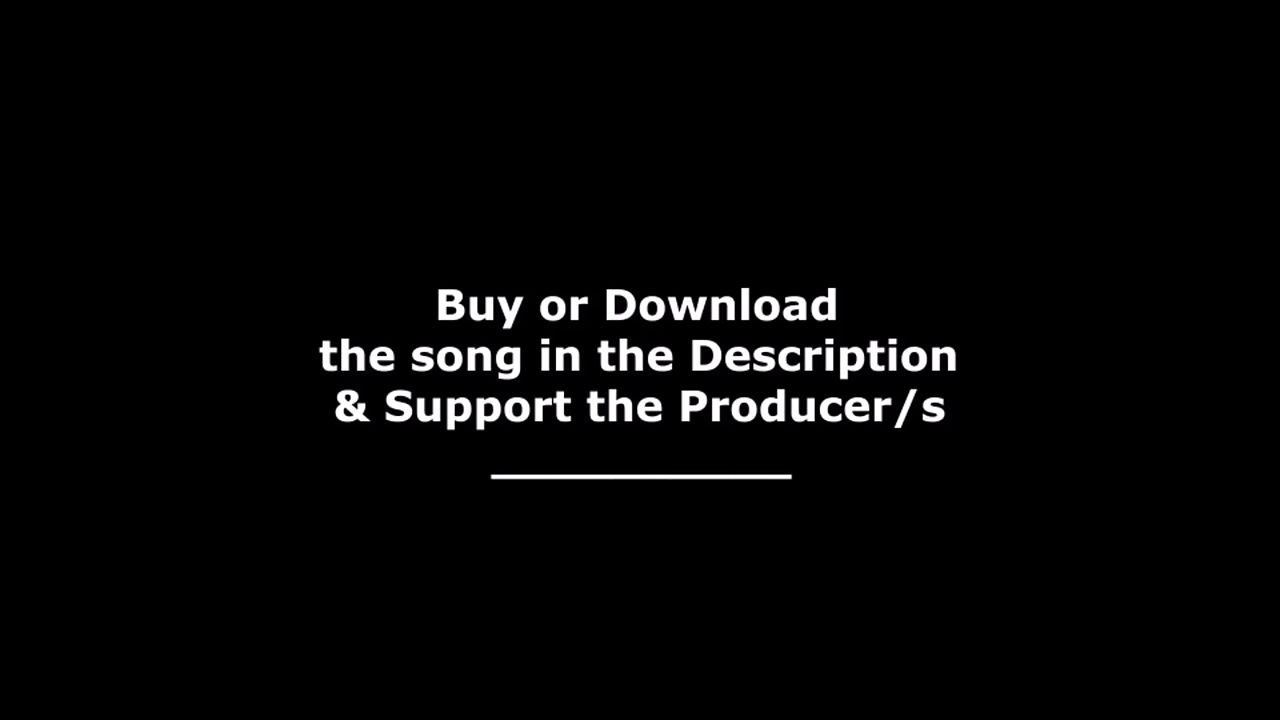 Buy or Download
the song in the Description
& Support the Producer/s